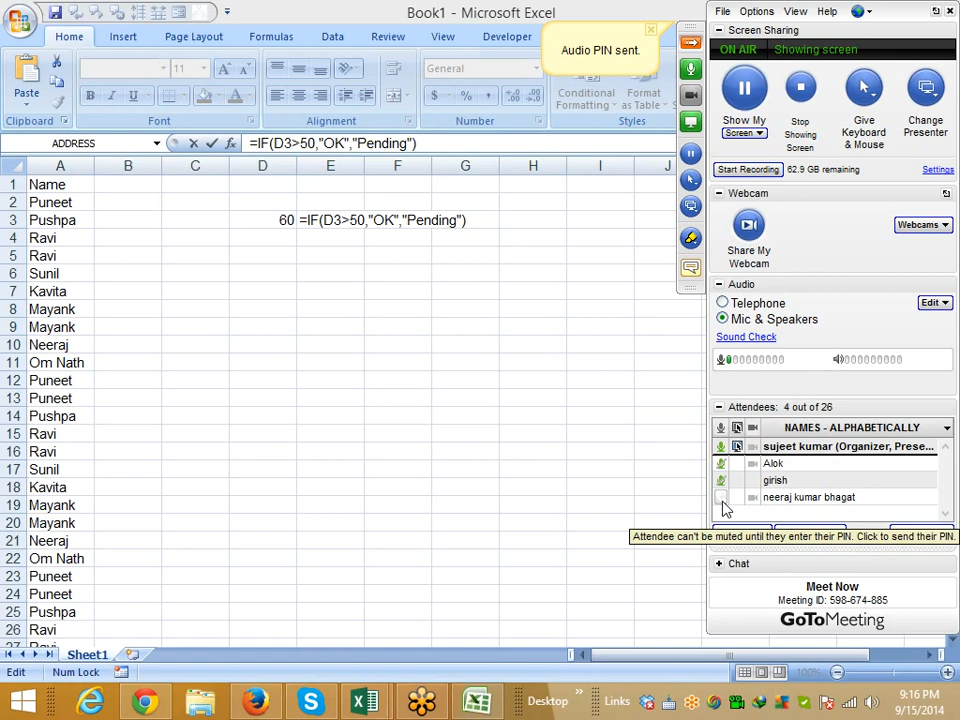 Book1 - Microsoft Excel
Home
Insert
Page Layout
Formulas
Data
Review
View
Developer
Audio PIN sent.
Paste
11
General
Conditional
Formatting
Format
as Table
Clipboard
Font
Alignment
Number
Styles
ADDRESS
=IF(D3>50,"OK","Pending")
A B C D E F G H I J
1 Name
2 Puneet
3 Pushpa 60 =IF(D3>50,"OK","Pending")
4 Ravi
5 Ravi
6 Sunil
7 Kavita
8 Mayank
9 Mayank
10 Neeraj
11 Om Nath
12 Puneet
13 Puneet
14 Pushpa
15 Ravi
16 Ravi
17 Sunil
18 Kavita
19 Mayank
20 Mayank
21 Neeraj
22 Om Nath
23 Puneet
24 Puneet
25 Pushpa
26 Ravi
27 Ravi
Sheet1
Edit Num Lock
100%
File Options View Help
Screen Sharing
ON AIR Showing screen
Show My
Screen
Stop
Showing
Screen
Give
Keyboard
& Mouse
Change
Presenter
Start Recording 62.9 GB remaining Settings
Webcam
Share My
Webcam
Webcams
Audio
Telephone
Edit
Mic & Speakers
Sound Check
Attendees: 4 out of 26
NAMES - ALPHABETICALLY
sujeet kumar (Organizer, Prese...
Alok
girish
neeraj kumar bhagat
Attendee can't be muted until they enter their PIN. Click to send their PIN.
Chat
Meet Now
Meeting ID: 598-674-885
GoToMeeting
Desktop
Links
9:16 PM
9/15/2014